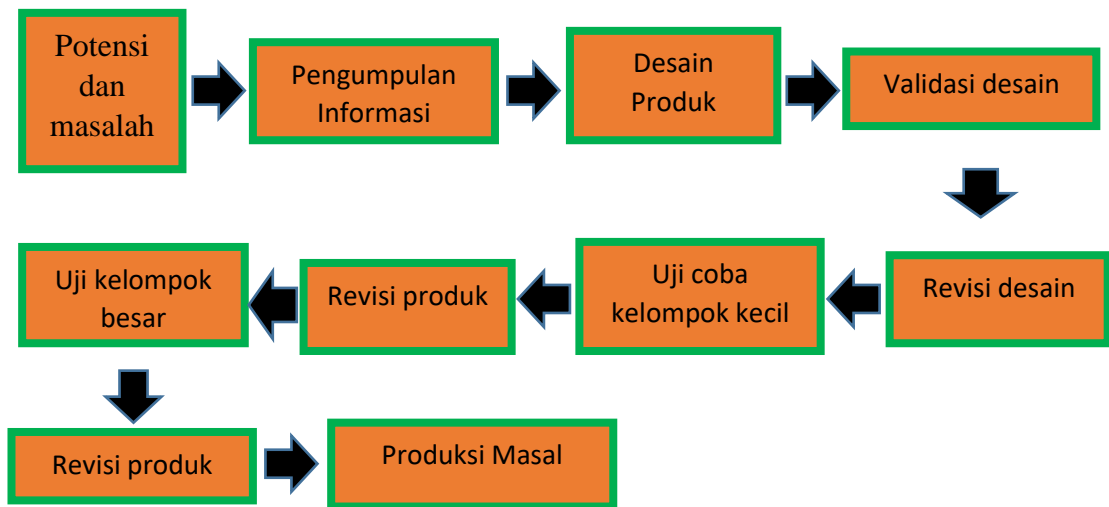 Potensi
dan
masalah
Pengumpulan
Informasi
Desain
Produk
Validasi desain
Revisi desain
Uji coba
kelompok kecil
Revisi produk
Uji kelompok
besar
Revisi produk
Produksi Masal